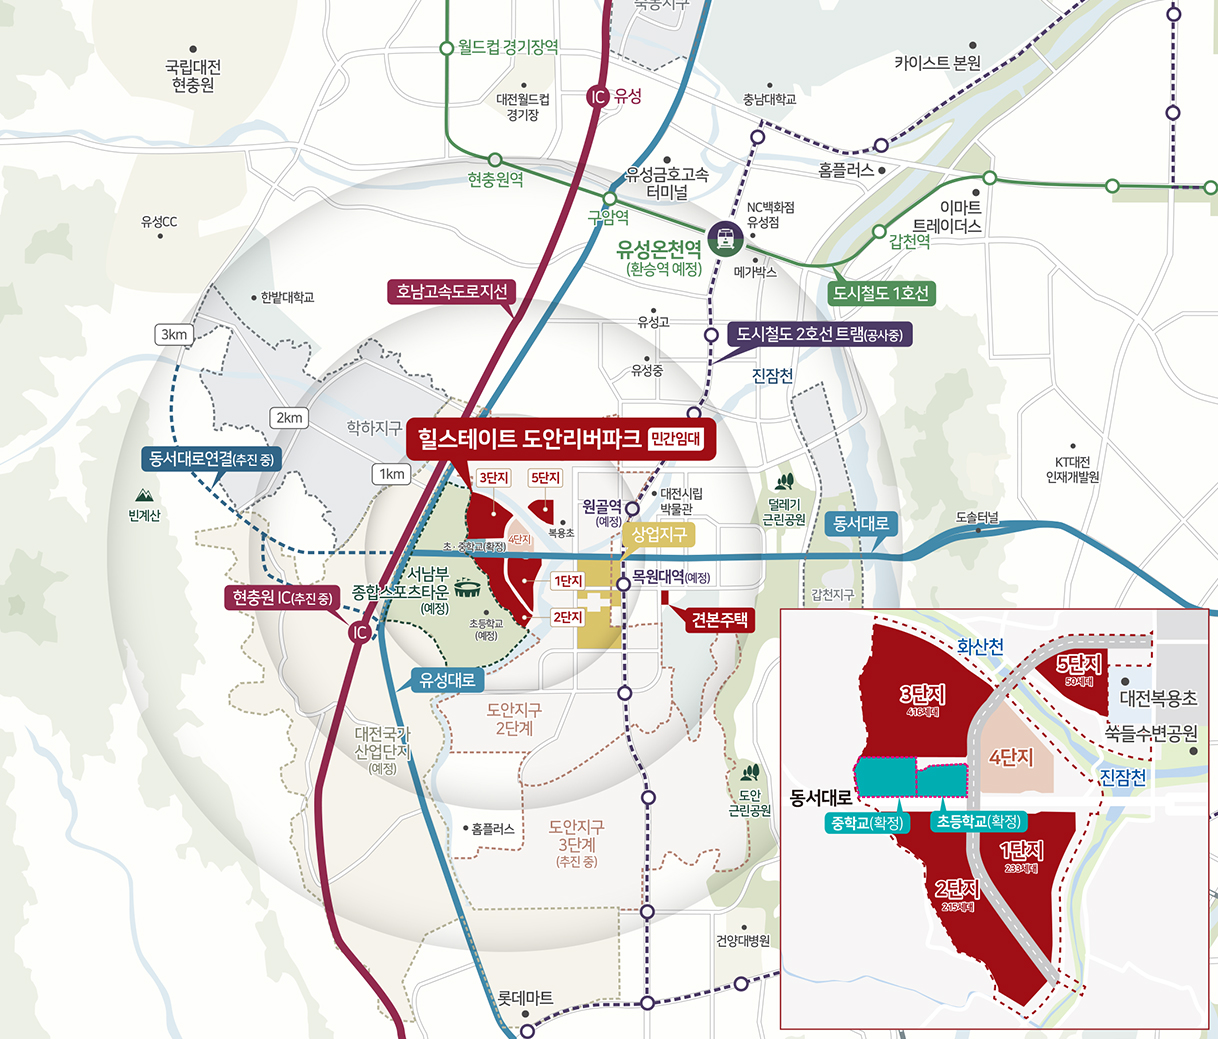 죽동지구
월드컵 경기장역
국립대전
현충원
카이스트 본원
대전월드컵
경기장
IC 유성
충남대학교
현충원역
유성금호고속
터미널
홈플러스
이마트
트레이더스
구암역
NC백화점
유성점
유성CC
갑천역
유성온천역
(환승역 예정)
메가박스
호남고속도로지선
도시철도 1호선
한밭대학교
3km
유성고
도시철도 2호선 트램(공사중)
유성중
진잠천
2km
학하지구
힐스테이트 도안리버파크 민간임대
동서대로연결(추진 중)
1km
3단지
5단지
KT대전
인재개발원
빈계산
원골역
(예정)
대전시립
박물관
덜레기
근린공원
도솔터널
동서대로
복용초
4단지
초·중학교(확정)
상업지구
서남부
종합스포츠타운
(예정)
1단지
목원대역(예정)
현충원 IC(추진 중)
초등학교
(예정)
2단지
견본주택
갑천지구
IC
유성대로
도안지구
2단계
대전국가
산업단지
(예정)
도안
근린공원
홈플러스
도안지구
3단계
(추진 중)
건양대병원
롯데마트
화산천
5단지
50세대
3단지
416세대
대전복용초
쑥들수변공원
4단지
진잠천
동서대로
중학교(확정)
초등학교(확정)
1단지
233세대
2단지
215세대